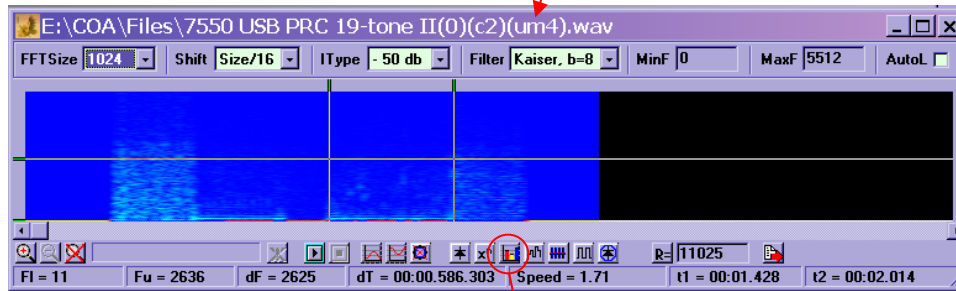 E:\COA\Files\7550 USB PRC 19-tone II(0)(c2)(um4).wav
FFTSize 1024 Shift Size/16 IType - 50 db Filter Kaiser, b=8 MinF 0 MaxF 5512 AutoL
R= 11025
Fl = 11 Fu = 2636 dF = 2625 dT = 00:00.586.303 Speed = 1.71 t1 = 00:01.428 t2 = 00:02.014